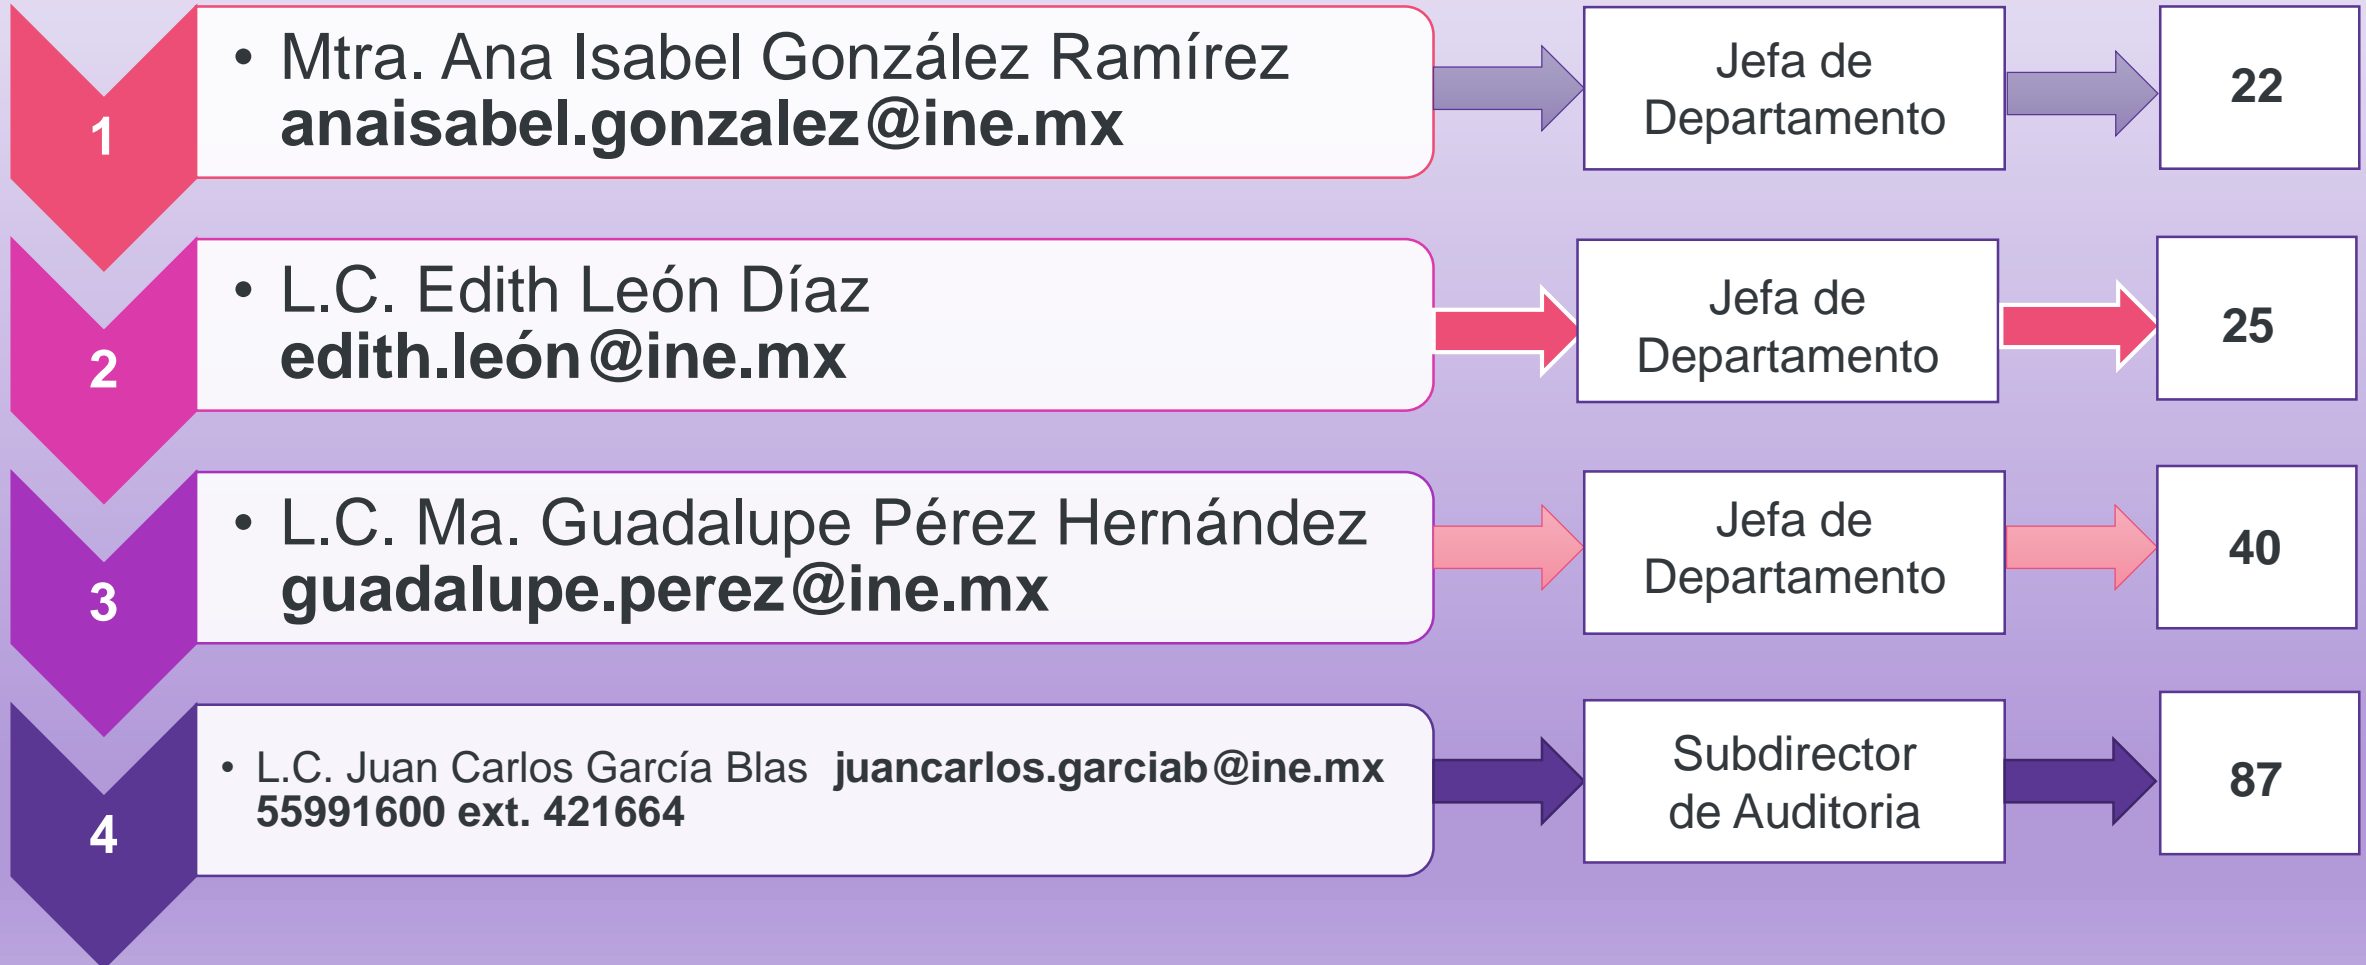 1
• Mtra. Ana Isabel González Ramírez
anaisabel.gonzalez@ine.mx
Jefa de
Departamento
22
2
• L.C. Edith León Díaz
edith.león@ine.mx
Jefa de
Departamento
25
3
• L.C. Ma. Guadalupe Pérez Hernández
guadalupe.perez@ine.mx
Jefa de
Departamento
40
4
• L.C. Juan Carlos García Blas juancarlos.garciab@ine.mx
55991600 ext. 421664
Subdirector
de Auditoria
87